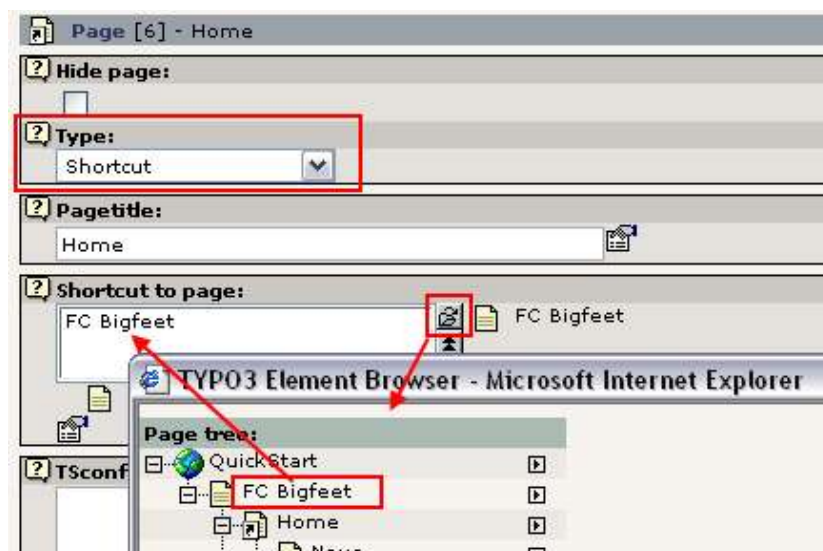 Page [6] - Home
Hide page:
Type:
Shortcut
Pagetitle:
Home
Shortcut to page:
FC Bigfeet
FC Bigfeet
TYPO3 Element Browser - Microsoft Internet Explorer
Page tree:
QuickStart
TSconf
FC Bigfeet
Home